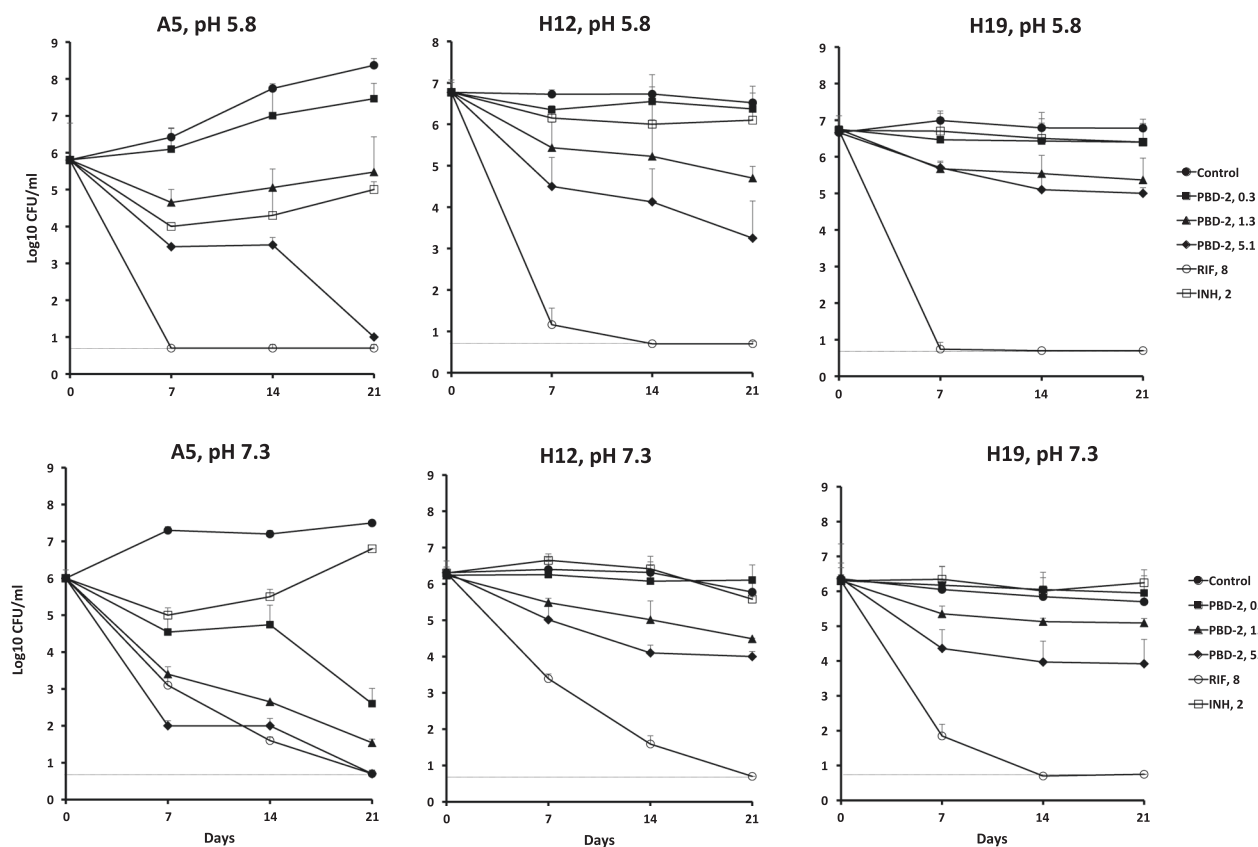 A5, pH 5.8
H12, pH 5.8
H19, pH 5.8
Log10 CFU/ml
9
8
7
6
5
4
3
2
1
0
0 7 14 21
8
7
6
5
4
3
2
1
0
0 7 14 21
9
8
7
6
5
4
3
2
1
0
0 7 14 21
Control
PBD-2, 0.3
PBD-2, 1.3
PBD-2, 5.1
RIF, 8
INH, 2
A5, pH 7.3
H12, pH 7.3
H19, pH 7.3
Log10 CFU/ml
9
8
7
6
5
4
3
2
1
0
0 7 14 21
Days
9
8
7
6
5
4
3
2
1
0
0 7 14 21
Days
9
8
7
6
5
4
3
2
1
0
0 7 14 21
Days
Control
PBD-2, 0
PBD-2, 1
PBD-2, 5
RIF, 8
INH, 2